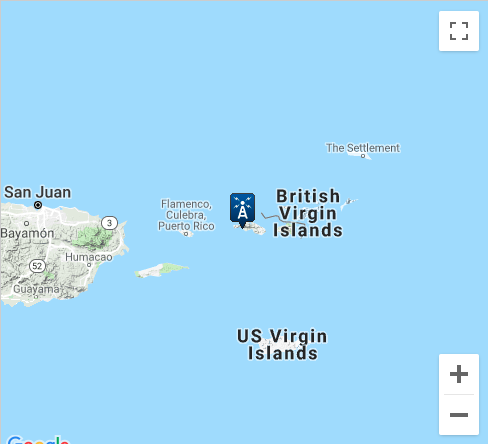 The Settlement
San Juan
British
Virgin
Islands
Flamenco,
Culebra,
Puerto Rico
3
Bayamón
Humacao
52
Guayama
US Virgin
Islands
Google